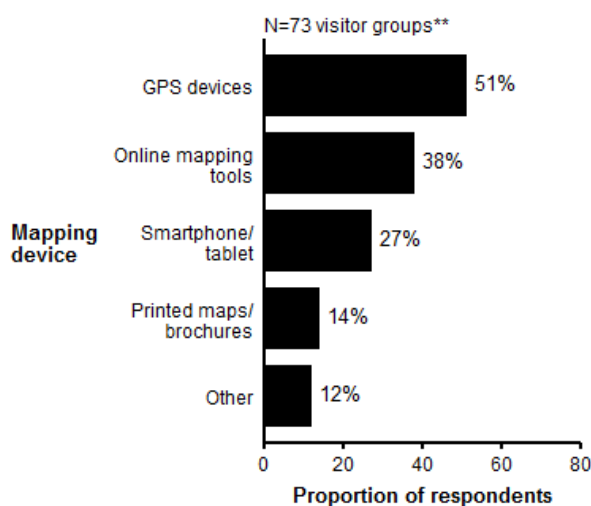 N=73 visitor groups**
GPS devices
51%
Online mapping
tools
38%
Mapping
device
Smartphone/
tablet
27%
Printed maps/
brochures
14%
Other
12%
0
20
40
60
80
Proportion of respondents